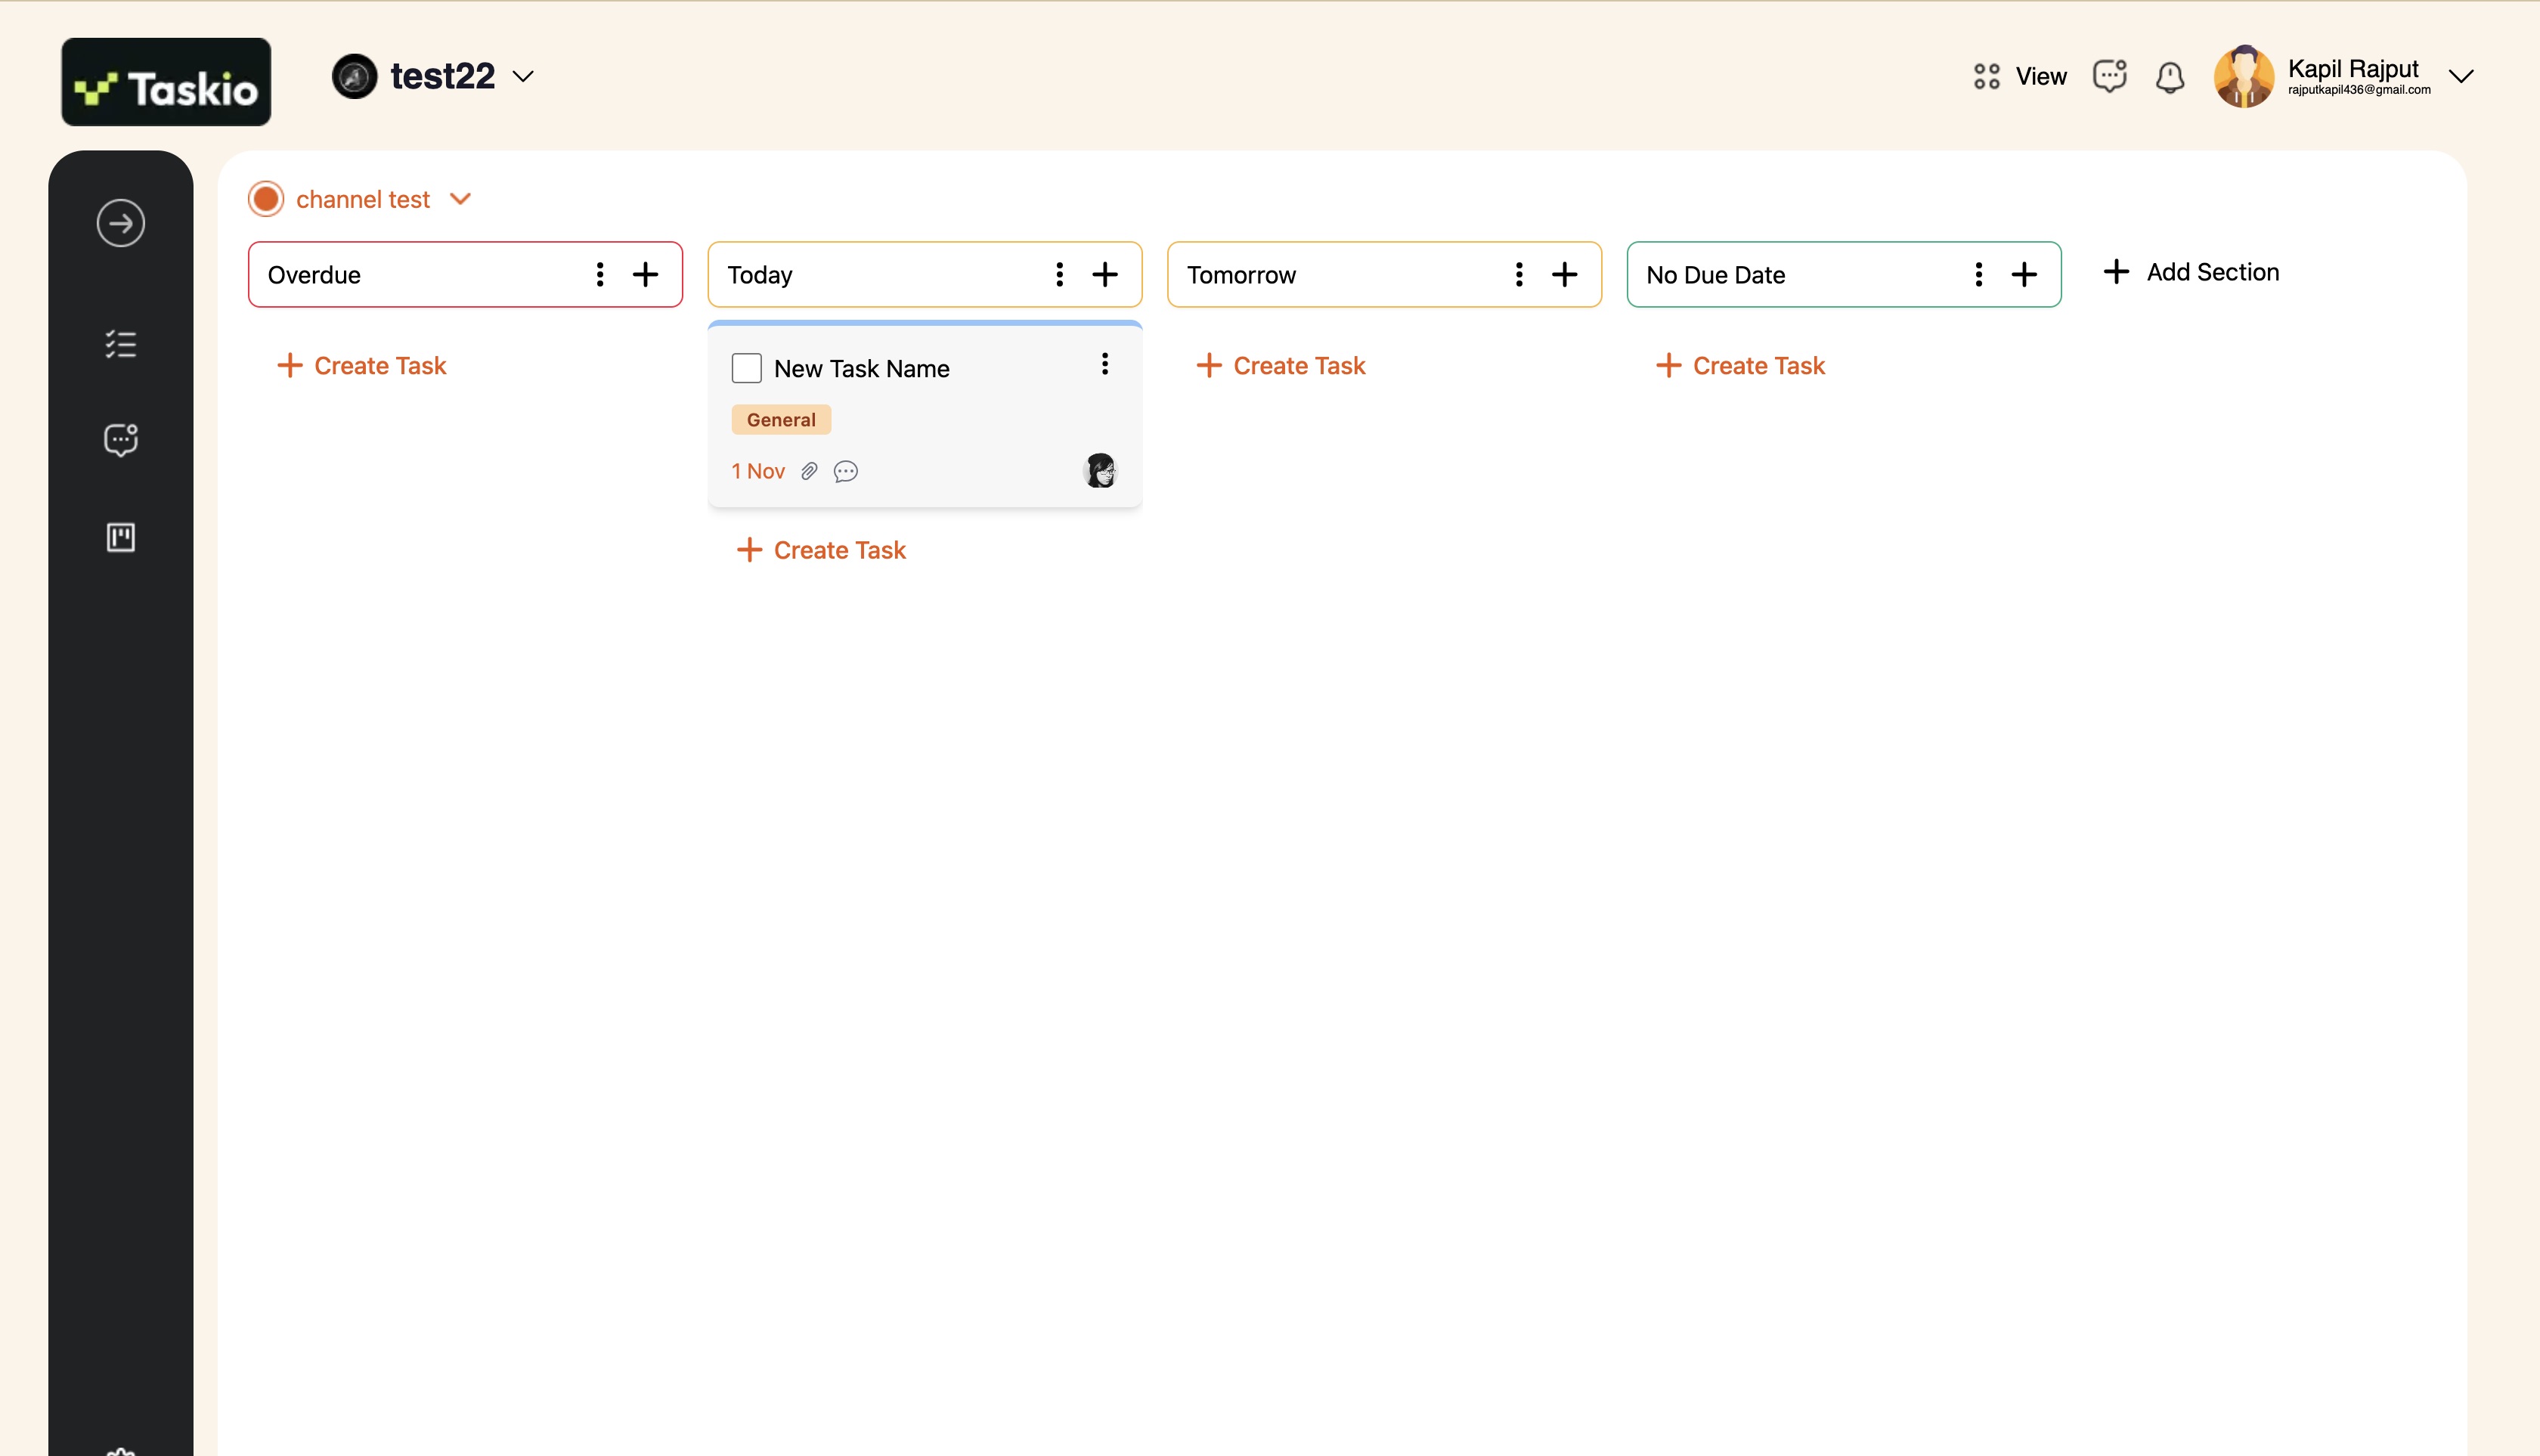 Taskio
test22
View
Kapil Rajput
rajputkapil436@gmail.com
channel test
Overdue
Today
Tomorrow
No Due Date
Add Section
Create Task
New Task Name
General
1 Nov
Create Task
Create Task
Create Task